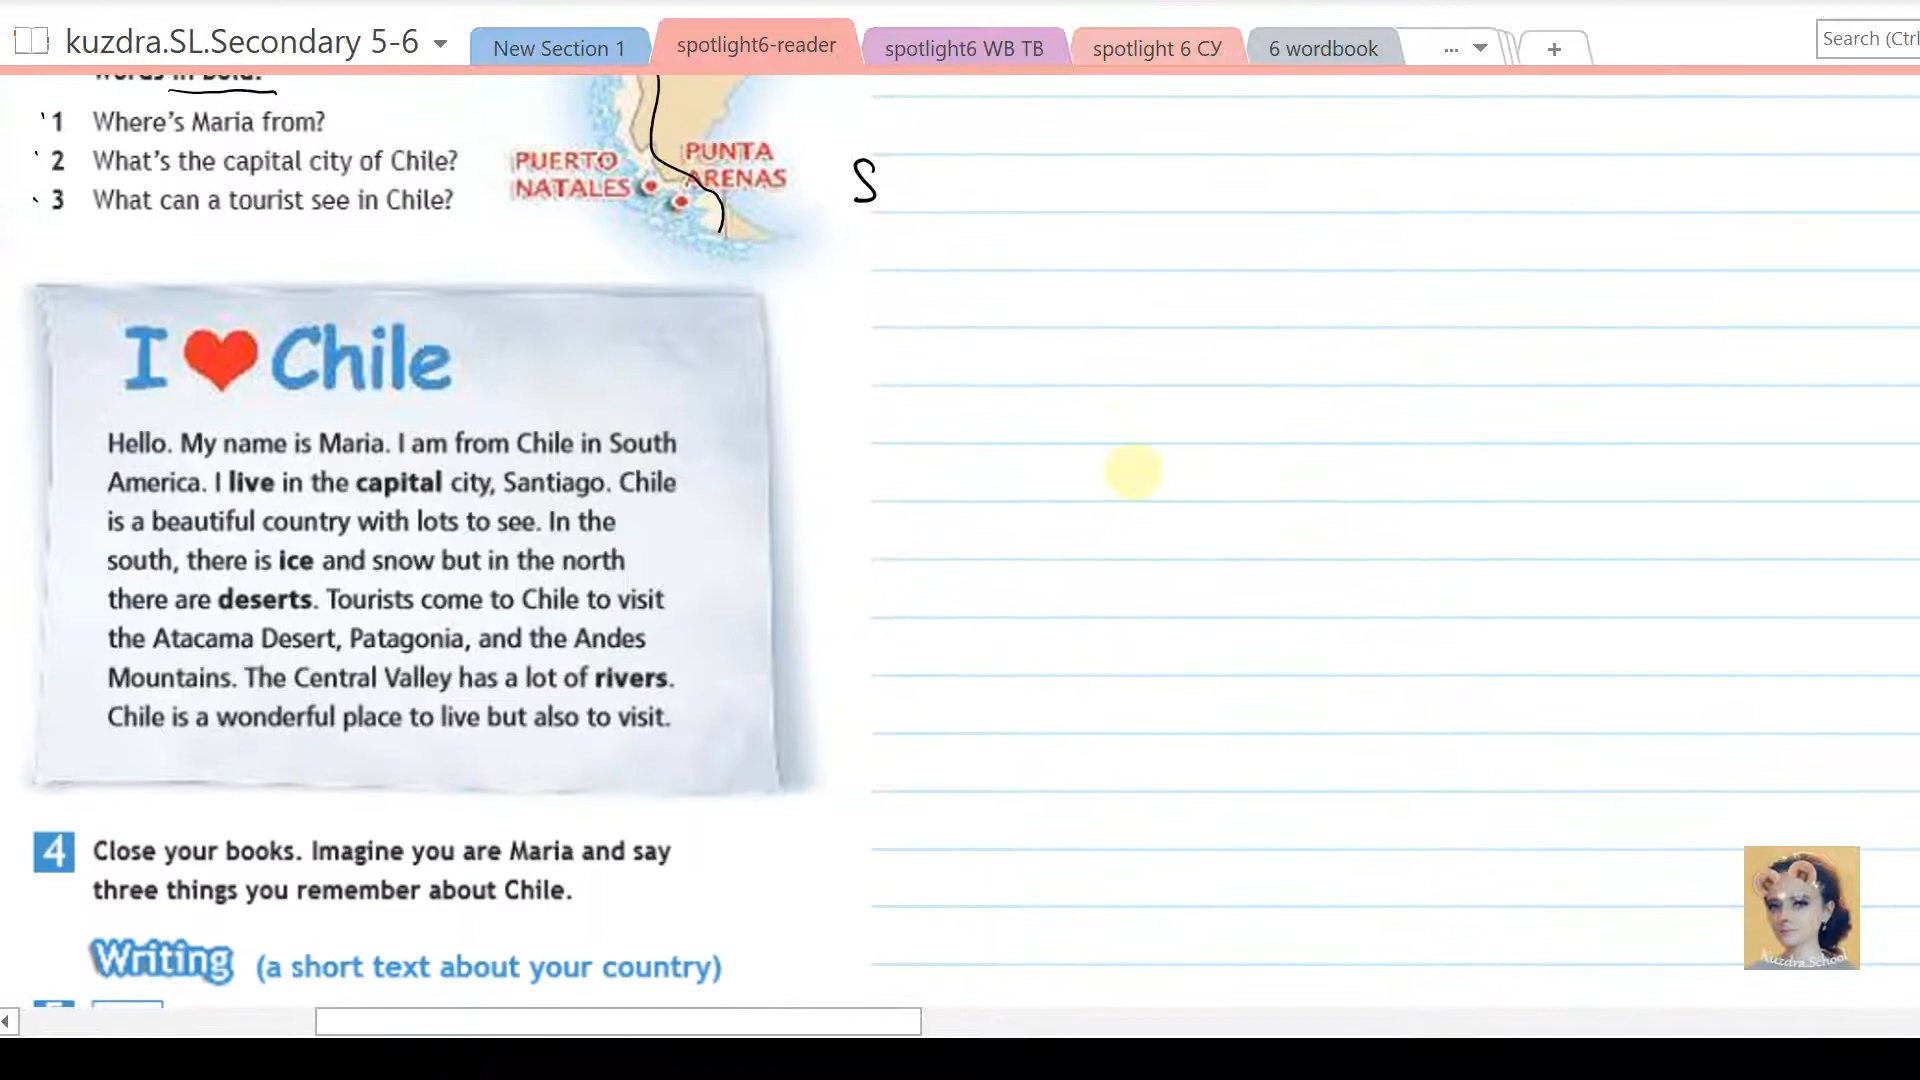 kuzdra.SL.Secondary 5-6
New Section 1
spotlight6-reader
spotlight6 WB TB
spotlight 6 СУ
6 wordbook
...
+
Search (Ctrl
words in bold.
1 Where's Maria from?
2 What's the capital city of Chile?
3 What can a tourist see in Chile?
PUERTO
NATALES
PUNTA
ARENAS
S
I ❤ Chile
Hello. My name is Maria. I am from Chile in South
America. I live in the capital city, Santiago. Chile
is a beautiful country with lots to see. In the
south, there is ice and snow but in the north
there are deserts. Tourists come to Chile to visit
the Atacama Desert, Patagonia, and the Andes
Mountains. The Central Valley has a lot of rivers.
Chile is a wonderful place to live but also to visit.
4 Close your books. Imagine you are Maria and say
three things you remember about Chile.
Writing (a short text about your country)
Kuzdra.School